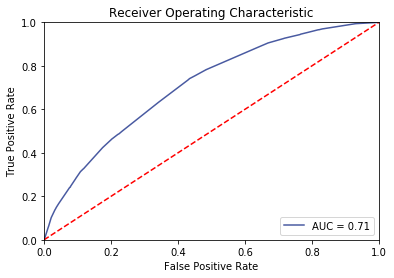 Receiver Operating Characteristic
True Positive Rate
1.0
0.8
0.6
0.4
0.2
0.0
AUC = 0.71
0.0 0.2 0.4 0.6 0.8 1.0
False Positive Rate